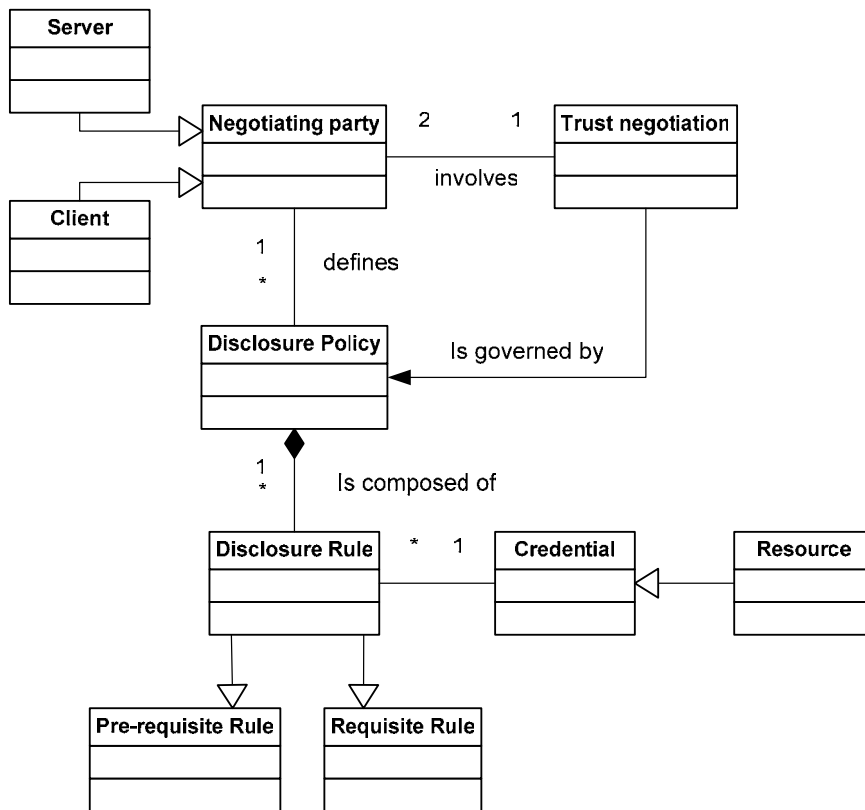 Server
Negotiating party
2
1
Trust negotiation
involves
Client
1
*
defines
Disclosure Policy
Is governed by
1
*
Is composed of
Disclosure Rule
*
1
Credential
Resource
Pre-requisite Rule
Requisite Rule